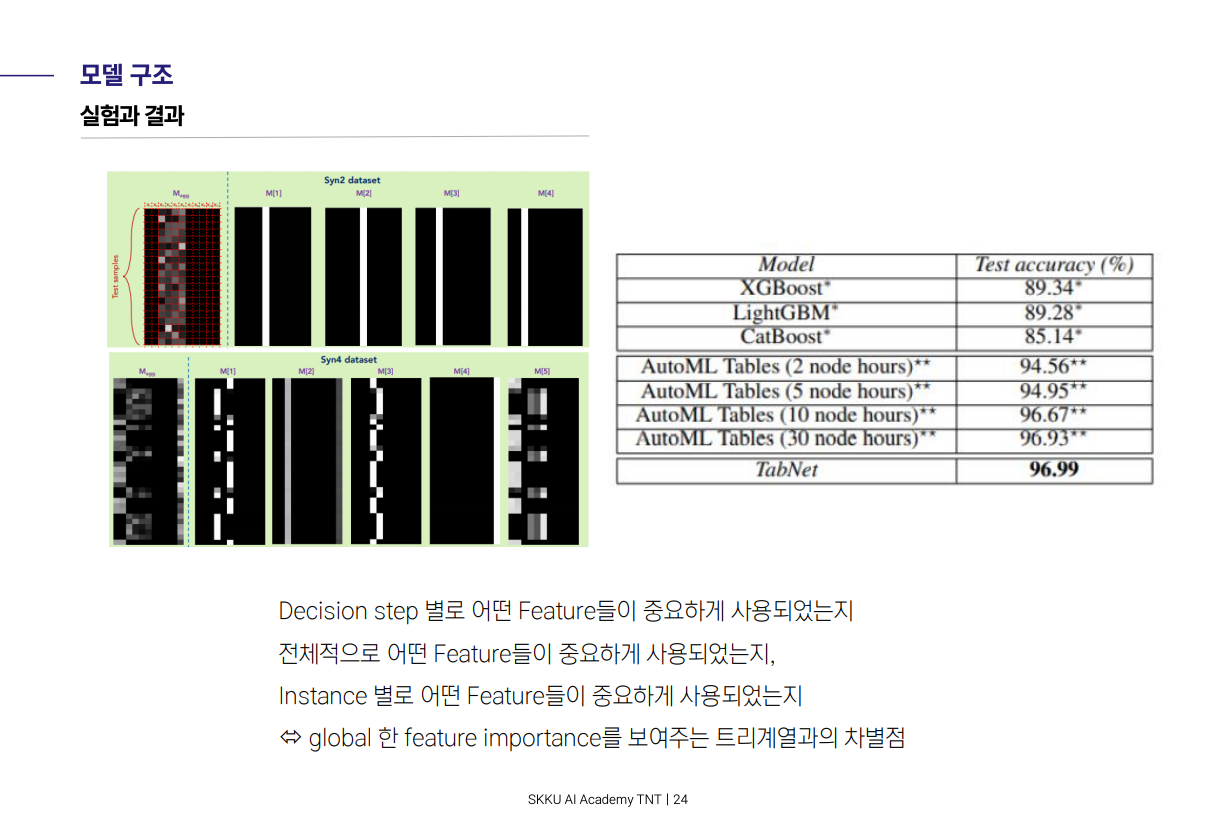 모델 구조
실험과 결과
Syn2 dataset
M_agg M[1] M[2] M[3] M[4]
Test samples
Syn4 dataset
M_agg M[1] M[2] M[3] M[4] M[5]
Model Test accuracy (%)
XGBoost* 89.34*
LightGBM* 89.28*
CatBoost* 85.14*
AutoML Tables (2 node hours)** 94.56**
AutoML Tables (5 node hours)** 94.95**
AutoML Tables (10 node hours)** 96.67**
AutoML Tables (30 node hours)** 96.93**
TabNet 96.99
Decision step 별로 어떤 Feature들이 중요하게 사용되었는지
전체적으로 어떤 Feature들이 중요하게 사용되었는지,
Instance 별로 어떤 Feature들이 중요하게 사용되었는지
⇔ global 한 feature importance를 보여주는 트리계열과의 차별점
SKKU AI Academy TNT | 24